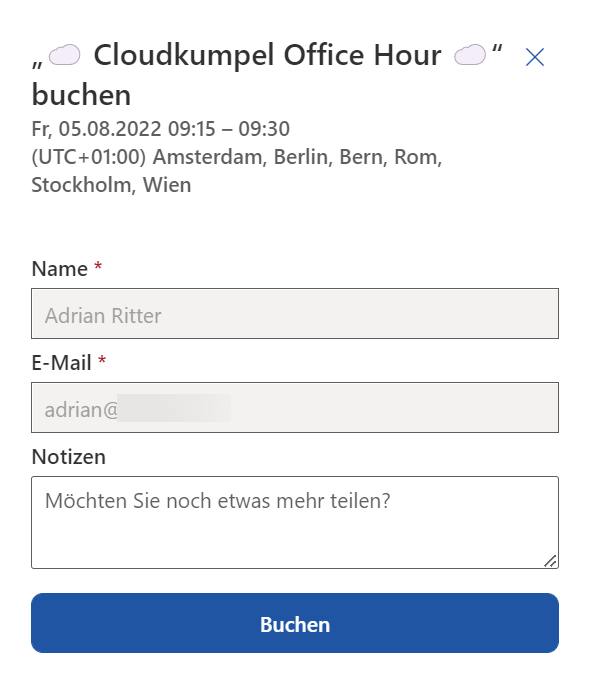 „☁️ Cloudkumpel Office Hour ☁️“
buchen
Fr, 05.08.2022 09:15 – 09:30
(UTC+01:00) Amsterdam, Berlin, Bern, Rom,
Stockholm, Wien
Name *
Adrian Ritter
E-Mail *
adrian@
Notizen
Möchten Sie noch etwas mehr teilen?
Buchen